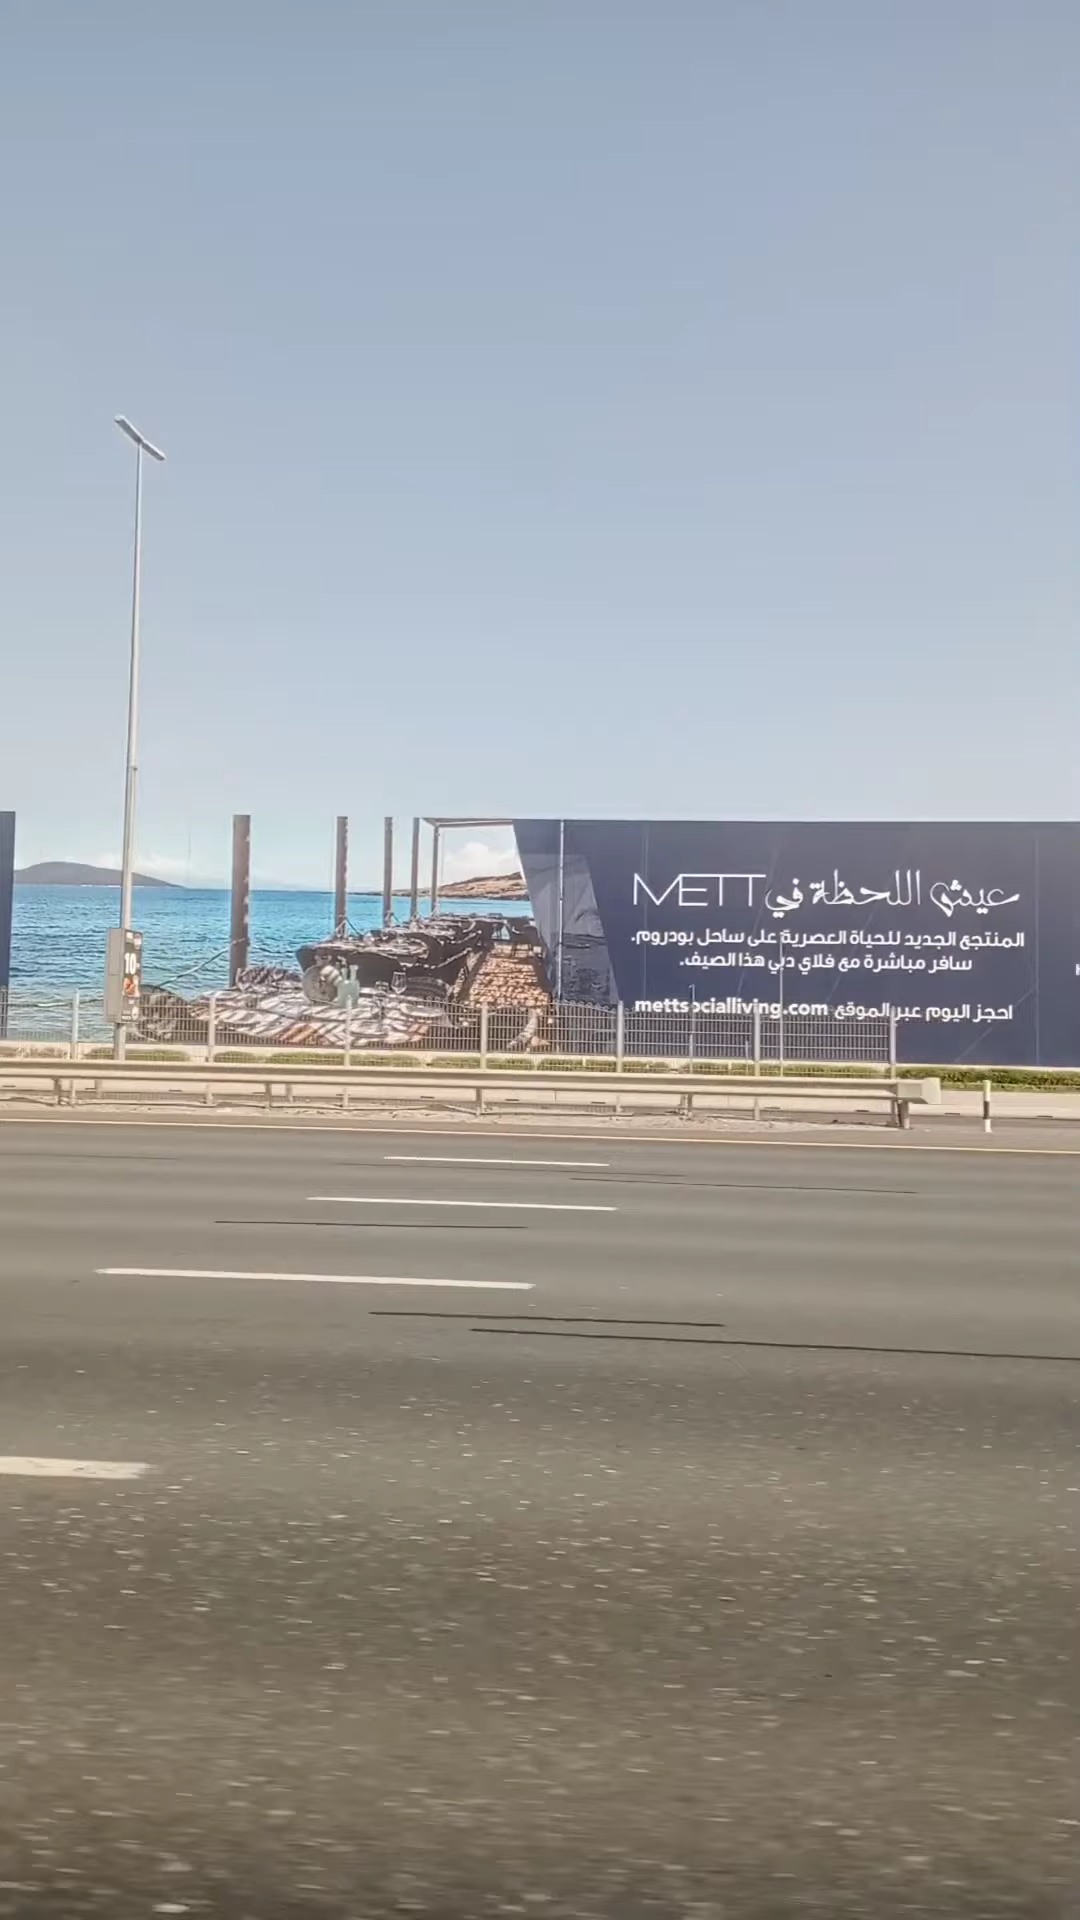 عيش اللحظة في METT
المنتجع الجديد للحياة العصرية على ساحل بودروم.
سافر مباشرة مع فلاي دبي هذا الصيف.
احجز اليوم عبر الموقع mettsocialliving.com
10